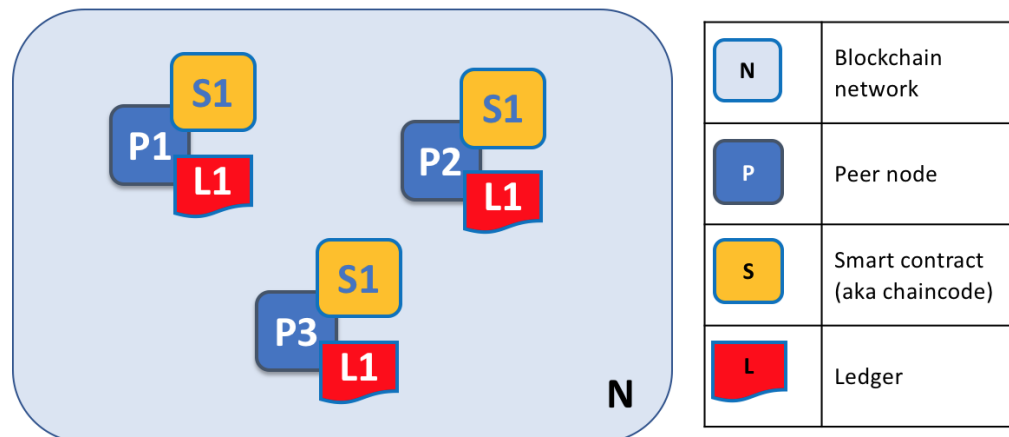 S1
P1
L1
S1
P2
L1
S1
P3
L1
N
N
Blockchain
network
P
Peer node
S
Smart contract
(aka chaincode)
L
Ledger